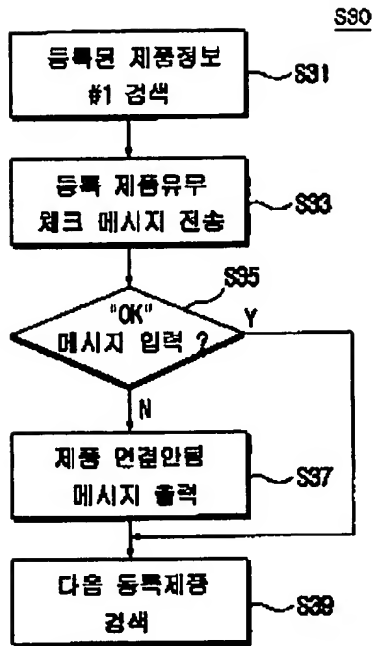 S30
등록된 제품정보
#1 검색
S31
등록 제품유무
체크 메시지 전송
S33
S35
"OK"
메시지 입력 ?
Y
N
제품 연결안됨
메시지 출력
S37
다음 등록제품
검색
S39